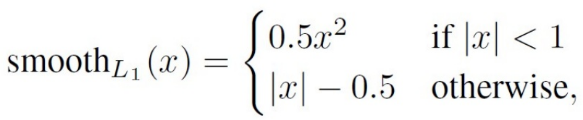 smooth_{L_1}(x) = { 0.5x^2 if |x| < 1
|x| − 0.5 otherwise,